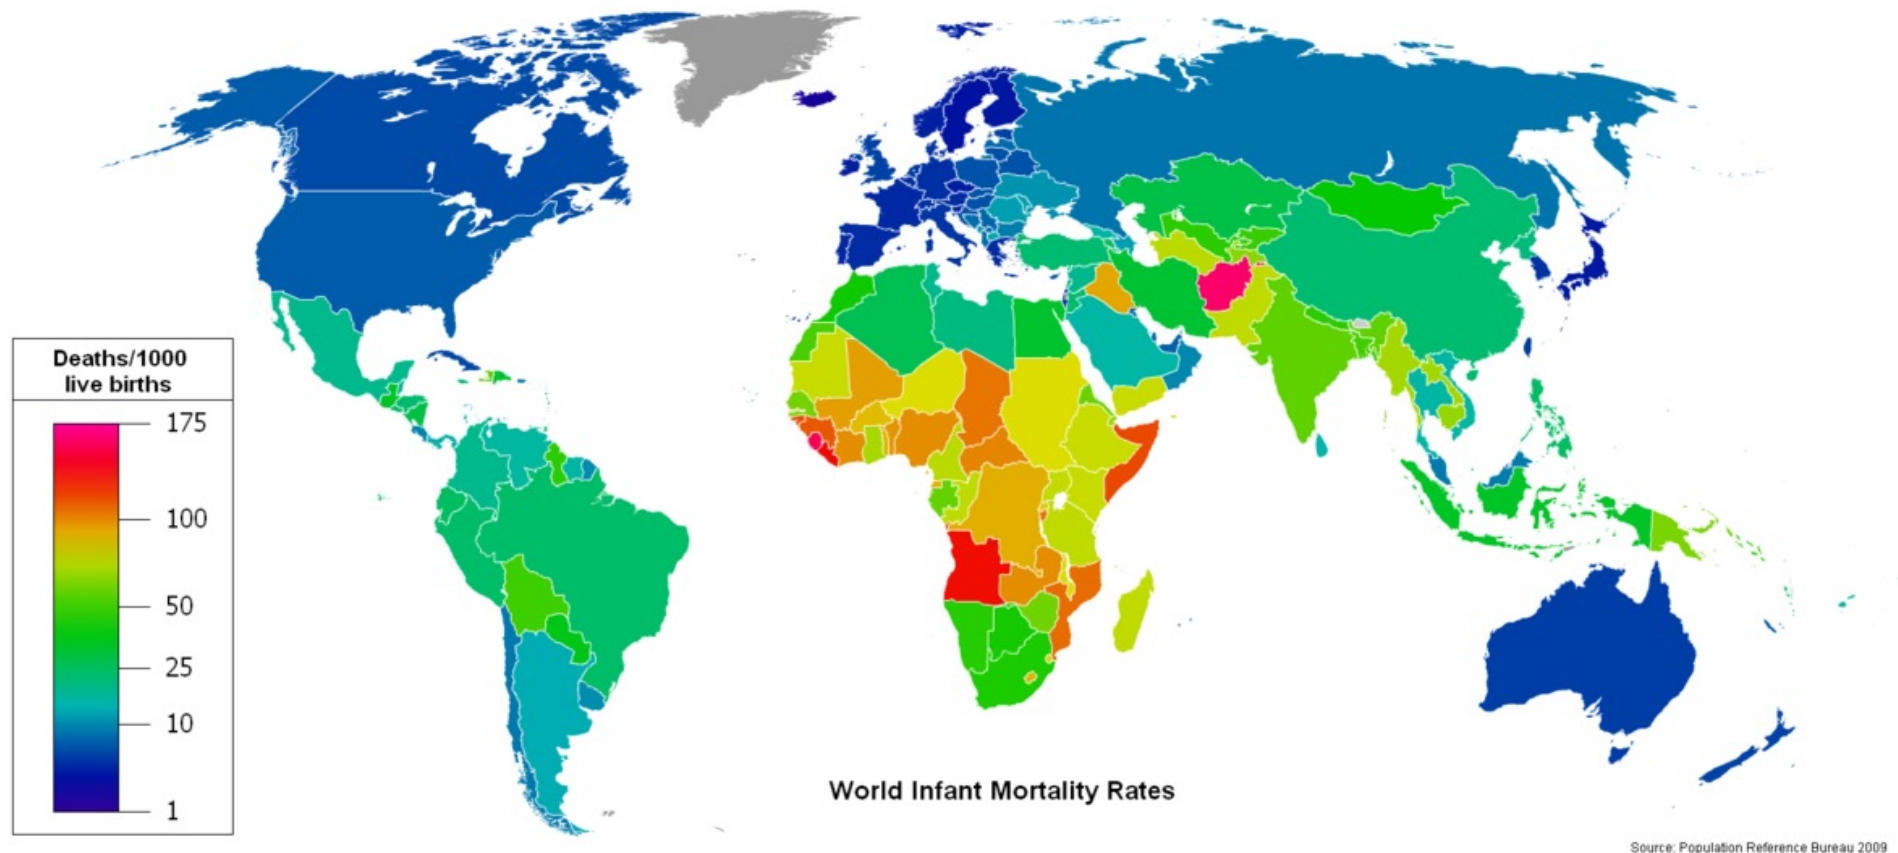 Deaths/1000
live births
175
100
50
25
10
1
World Infant Mortality Rates
Source: Population Reference Bureau 2009